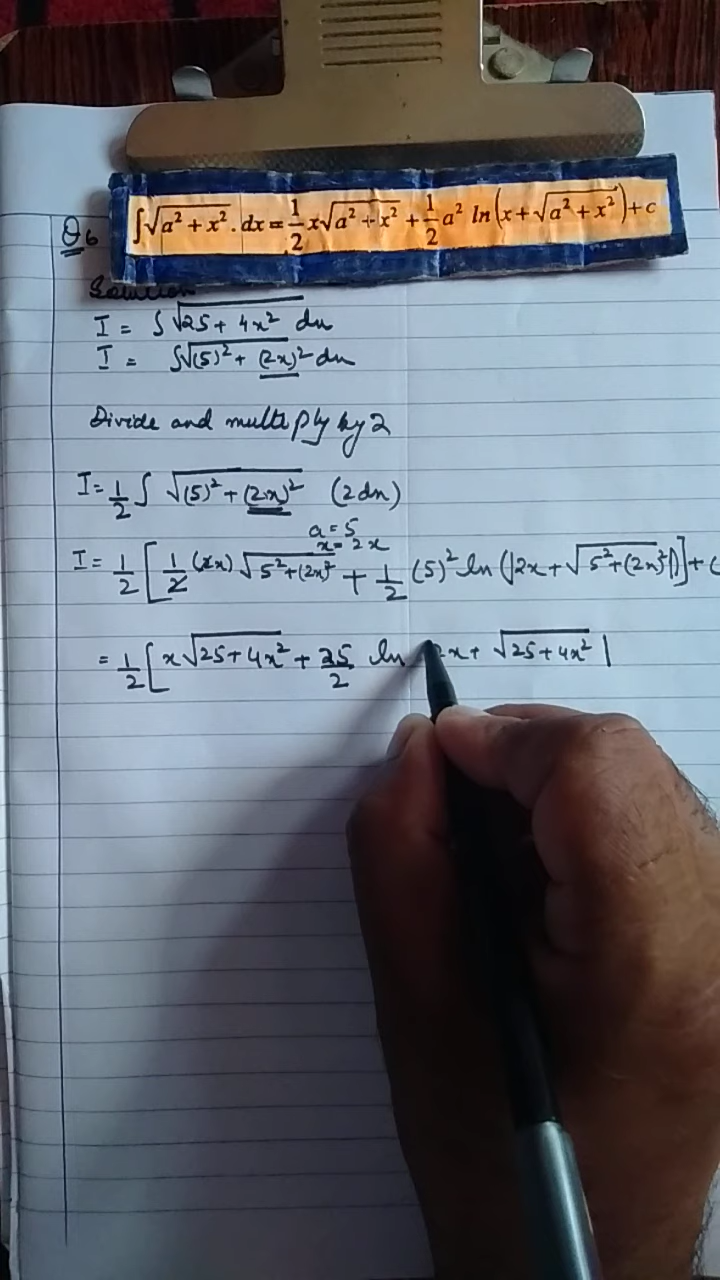 ∫√(a² + x²) . dx = 1/2 x√(a² + x²) + 1/2 a² ln(x + √(a² + x²)) + c
Q6
Solution
I = ∫ √(25 + 4x²) dx
I = ∫√((5)² + (2x)²) dx
Divide and multiply by 2
I = 1/2 ∫ √((5)² + (2x)²) (2dx)
a = 5
x = 2x
I = 1/2 [1/2 (2x) √(5² + (2x)²) + 1/2 (5)² ln (|2x + √(5² + (2x)²)|)] + c
= 1/2 [x√(25 + 4x²) + 25/2 ln 2x + √(25 + 4x²) |